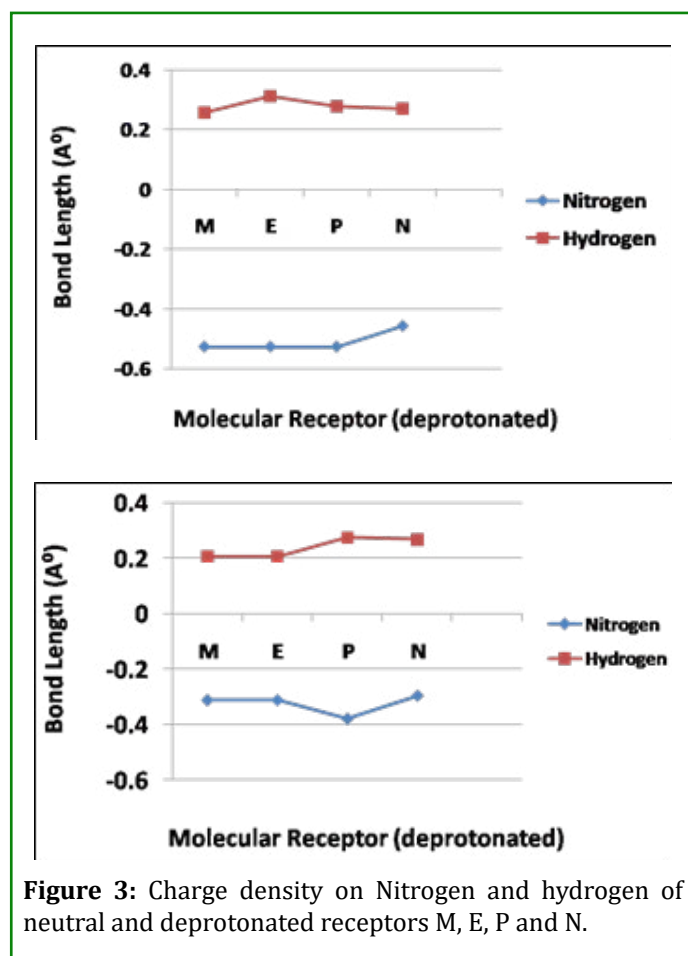 0.4
0.2
0
-0.2
-0.4
-0.6
Bond Length (A⁰)
M E P N
Nitrogen
Hydrogen
Molecular Receptor (deprotonated)
0.4
0.2
0
-0.2
-0.4
-0.6
Bond Length (A⁰)
M E P N
Nitrogen
Hydrogen
Molecular Receptor (deprotonated)
Figure 3: Charge density on Nitrogen and hydrogen of
neutral and deprotonated receptors M, E, P and N.